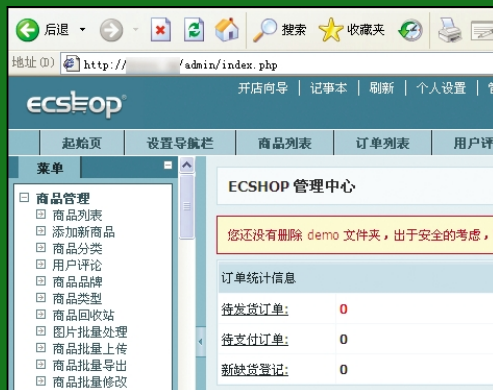 后退 搜索 收藏夹
地址(D) http:// /admin/index.php
开店向导 记事本 刷新 个人设置
ECSHOP
起始页 设置导航栏 商品列表 订单列表 用户评
菜单
ECSHOP 管理中心
商品管理
商品列表
添加新商品
商品分类
用户评论
商品品牌
商品类型
商品回收站
图片批量处理
商品批量上传
商品批量导出
商品批量修改
您还没有删除 demo 文件夹，出于安全的考虑，
订单统计信息
待发货订单: 0
待支付订单: 0
新缺货登记: 0